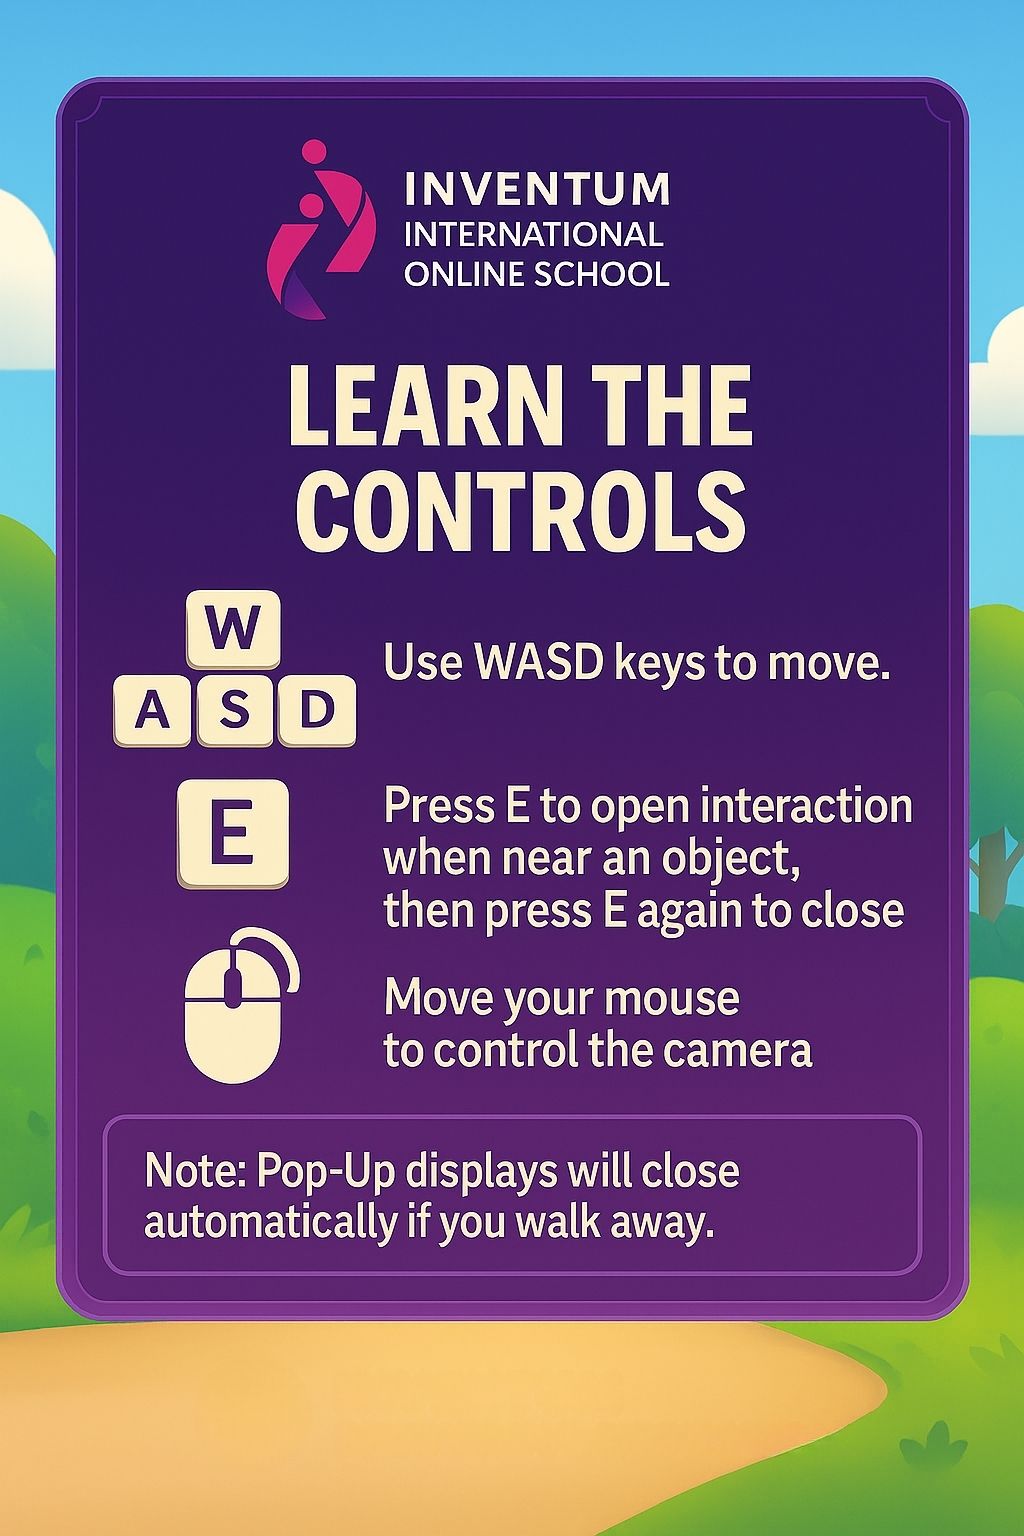 INVENTUM
INTERNATIONAL
ONLINE SCHOOL
LEARN THE
CONTROLS
W
A S D
Use WASD keys to move.
E
Press E to open interaction
when near an object,
then press E again to close
Move your mouse
to control the camera
Note: Pop-Up displays will close
automatically if you walk away.